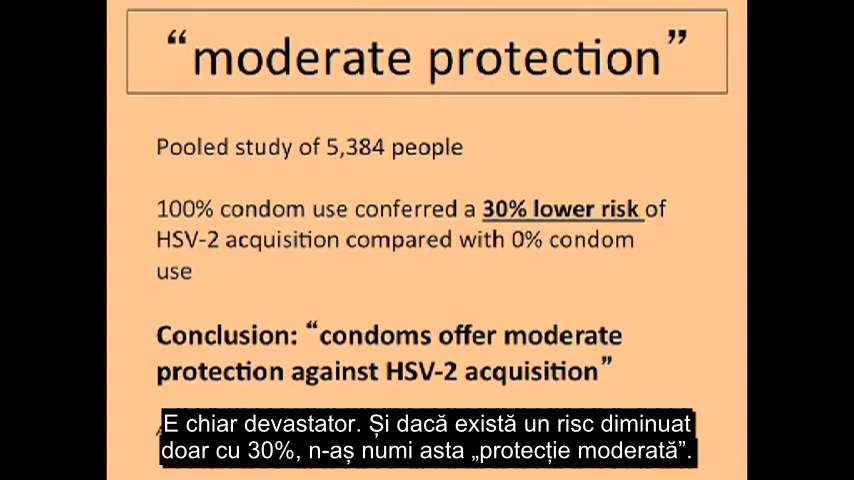 “moderate protection”
Pooled study of 5,384 people
100% condom use conferred a 30% lower risk of
HSV-2 acquisition compared with 0% condom
use
Conclusion: “condoms offer moderate
protection against HSV-2 acquisition”
E chiar devastator. Și dacă există un risc diminuat
doar cu 30%, n-aș numi asta „protecție moderată”.